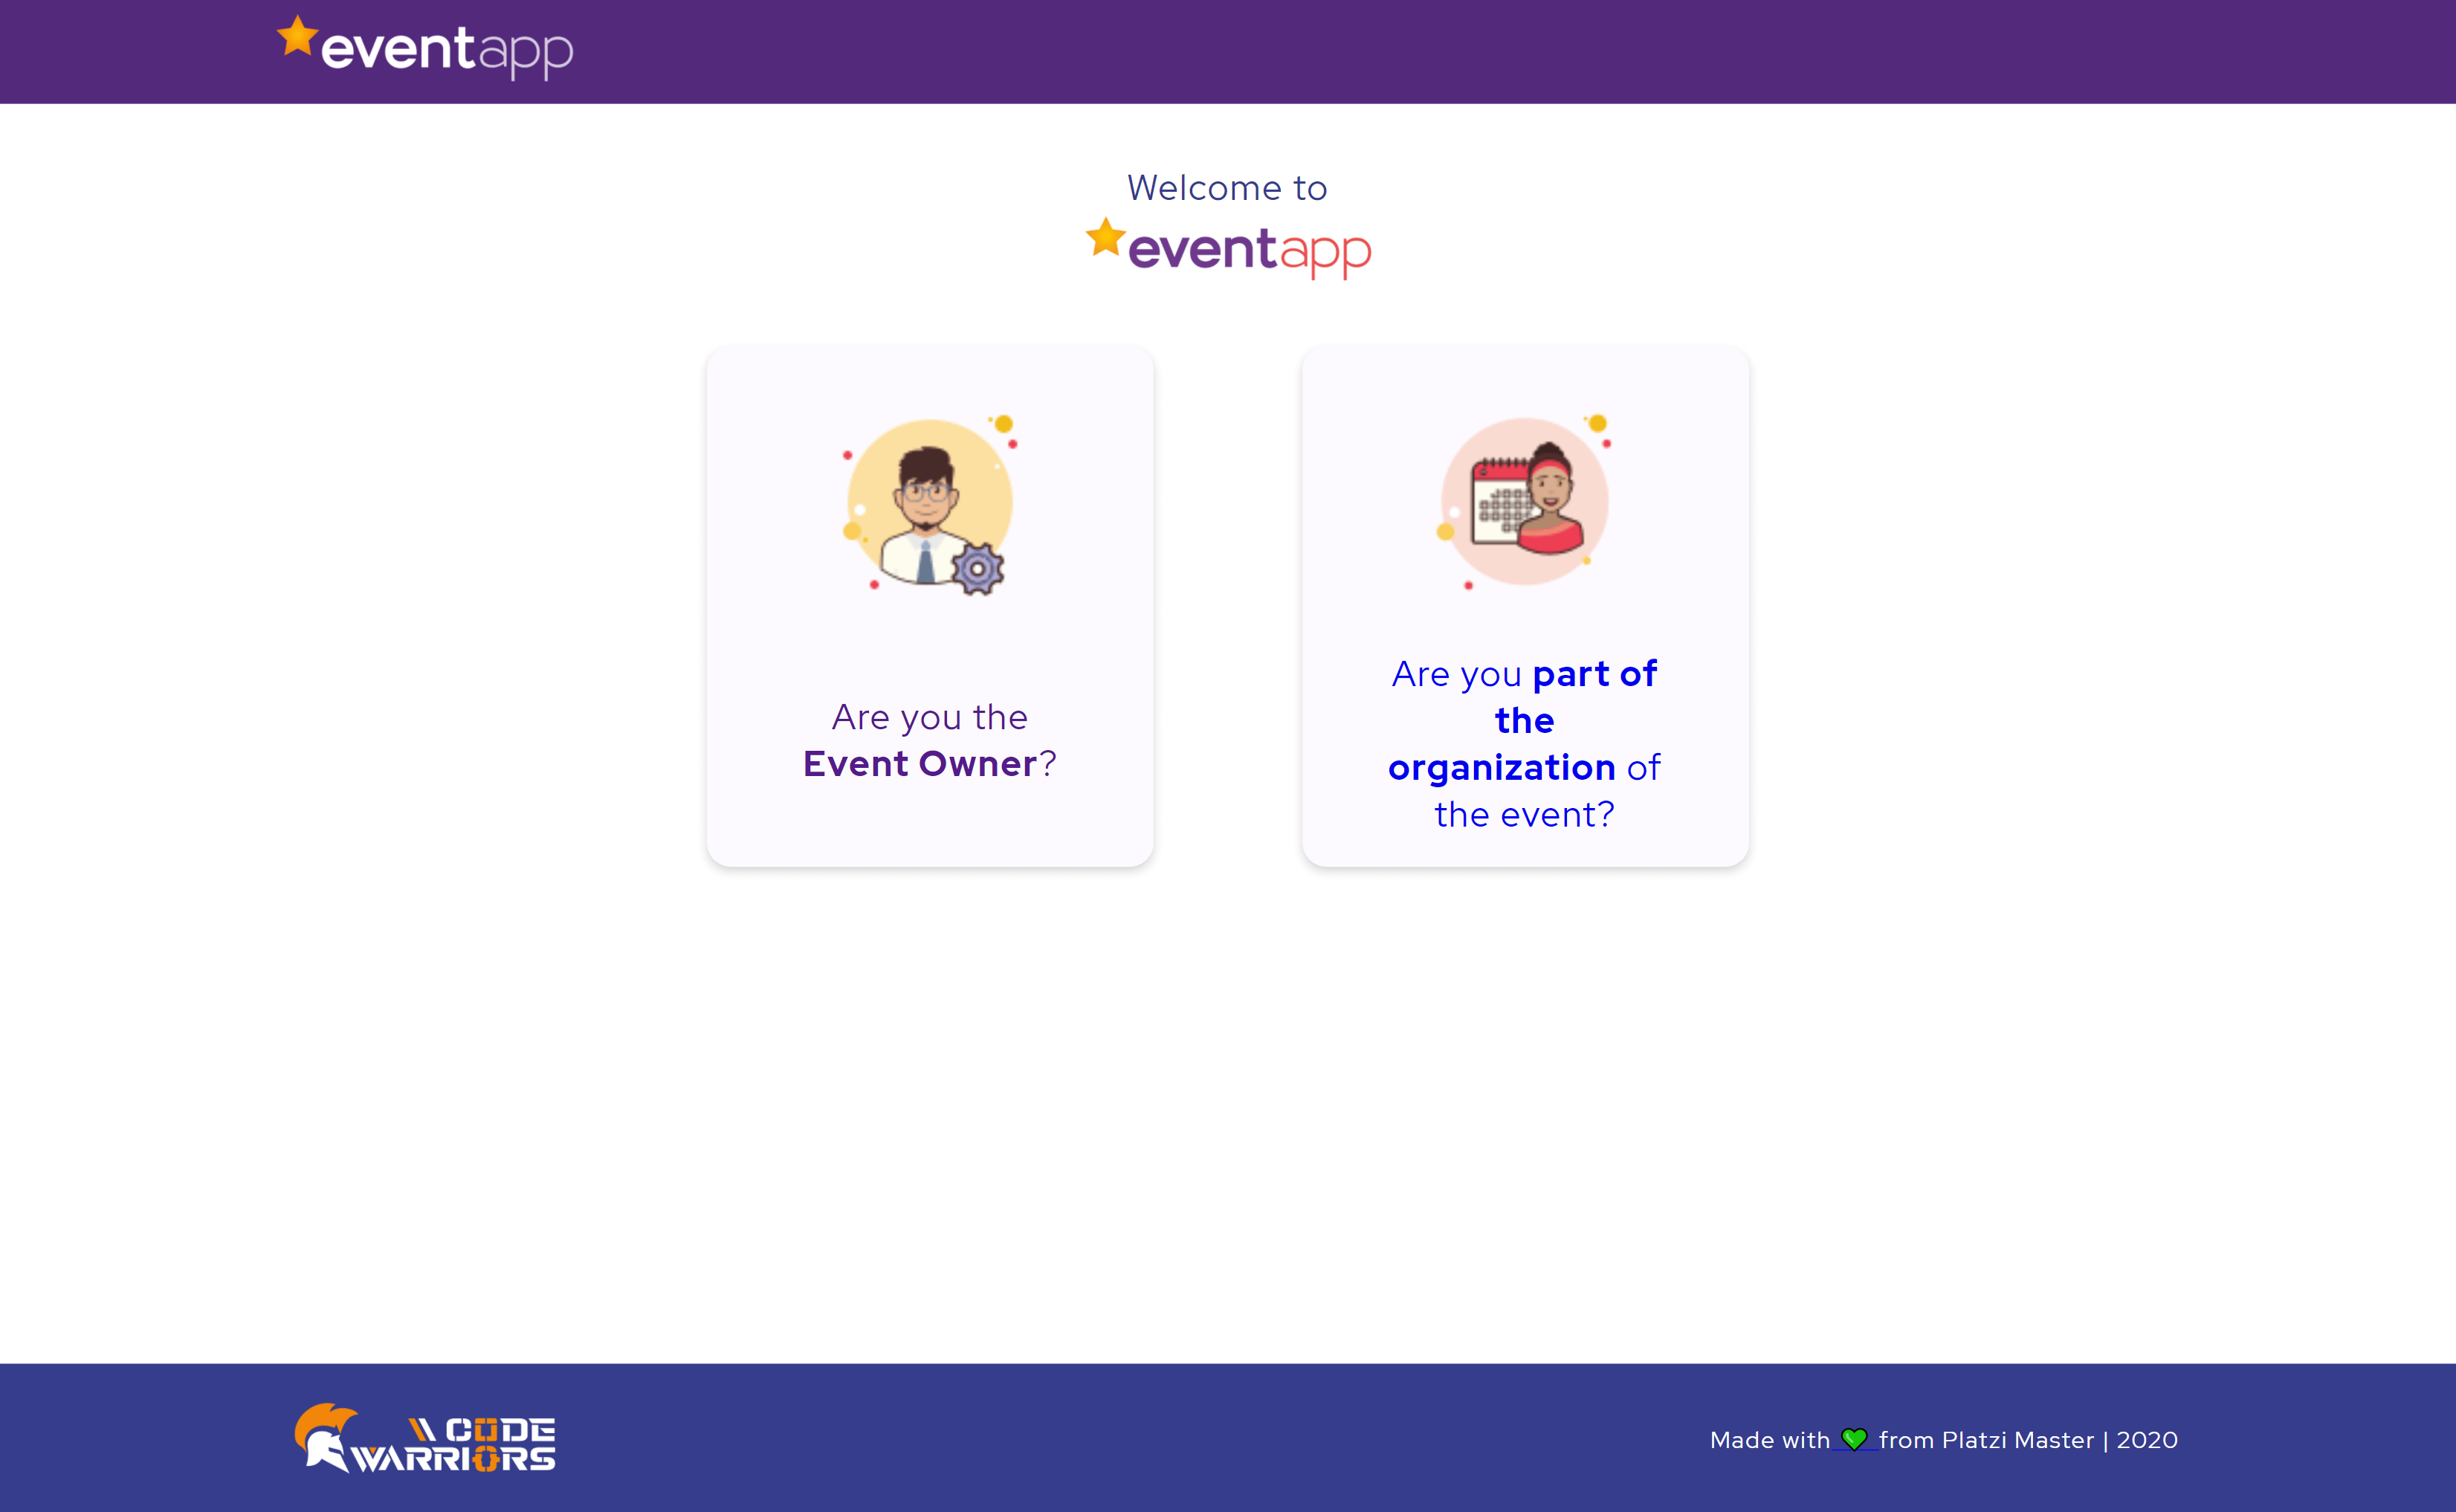 eventapp
Welcome to
eventapp
Are you the
Event Owner?
Are you part of
the
organization of
the event?
\\ CODE
WARRIORS
Made with from Platzi Master | 2020